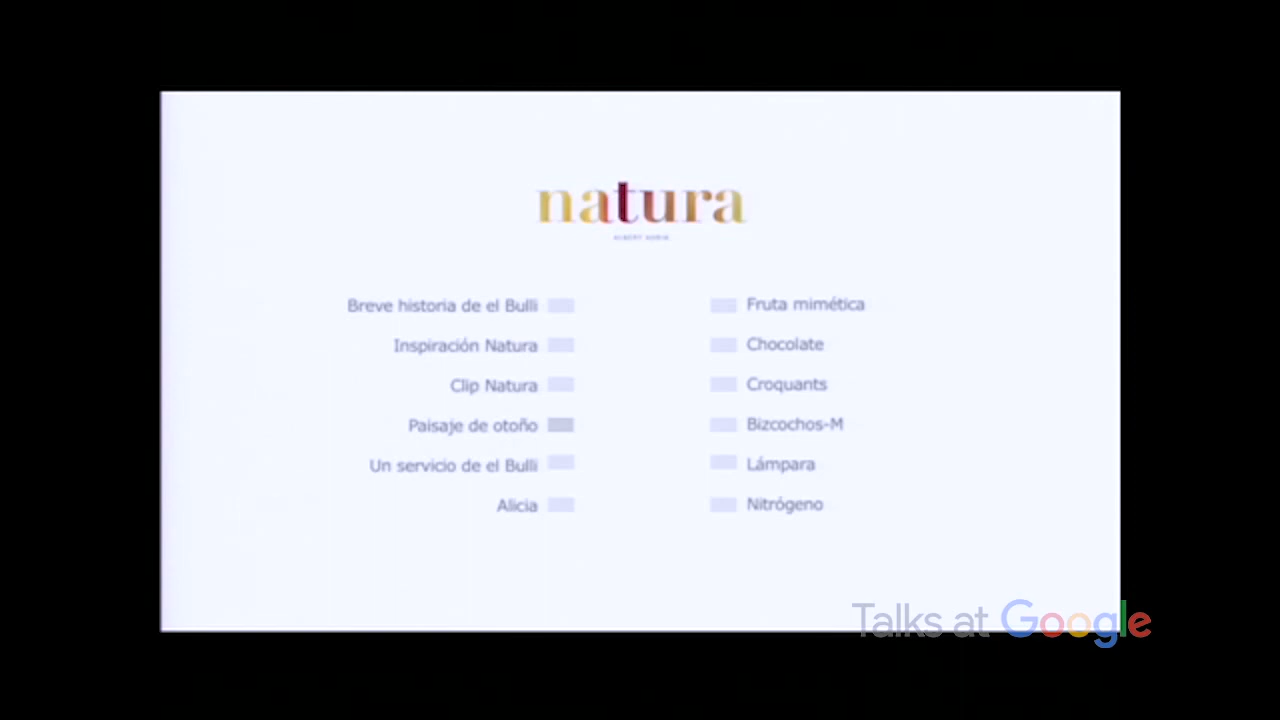 natura
Breve historia de el Bulli
Inspiración Natura
Clip Natura
Paisaje de otoño
Un servicio de el Bulli
Alicia
Fruta mimética
Chocolate
Croquants
Bizcochos-M
Lámpara
Nitrógeno
Talks at Google